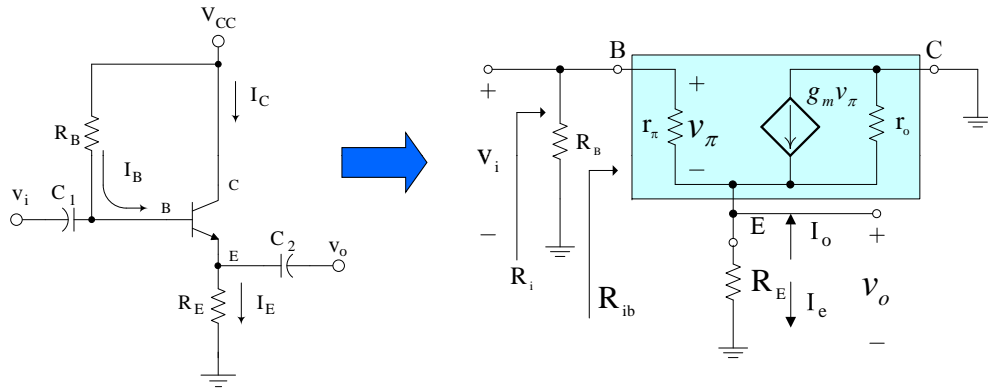 V_CC
I_C
R_B
I_B
C
v_i
C_1
B
E
C_2
v_o
R_E
I_E
B
C
+
+
g_m v_π
r_π
v_π
r_o
R_B
v_i
−
−
E
I_o
+
R_i
R_ib
R_E
I_e
v_o
−